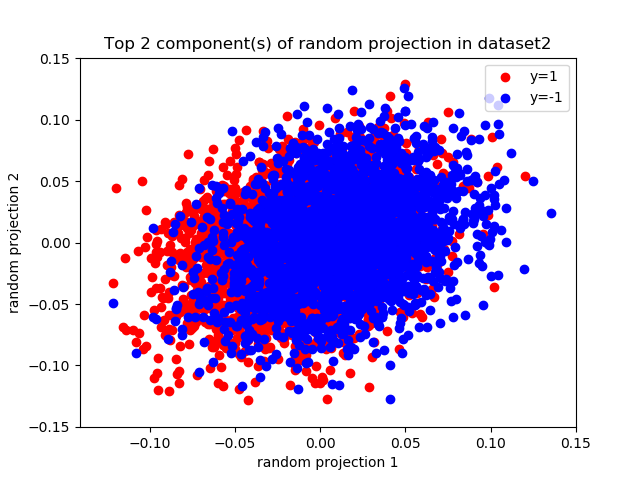 Top 2 component(s) of random projection in dataset2
y=1
y=-1
0.15
0.10
0.05
0.00
−0.05
−0.10
−0.15
random projection 2
−0.10
−0.05
0.00
0.05
0.10
0.15
random projection 1